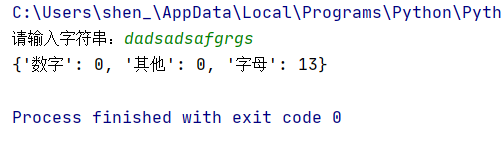 C:\Users\shen_\AppData\Local\Programs\Python\Pyth
请输入字符串：dadsadsafgrgs
{'数字': 0, '其他': 0, '字母': 13}
Process finished with exit code 0